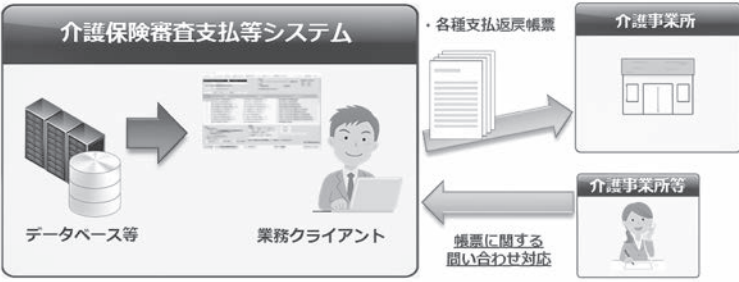 介護保険審査支払等システム
・各種支払返戻帳票
介護事業所
データベース等
業務クライアント
介護事業所等
帳票に関する
問い合わせ対応